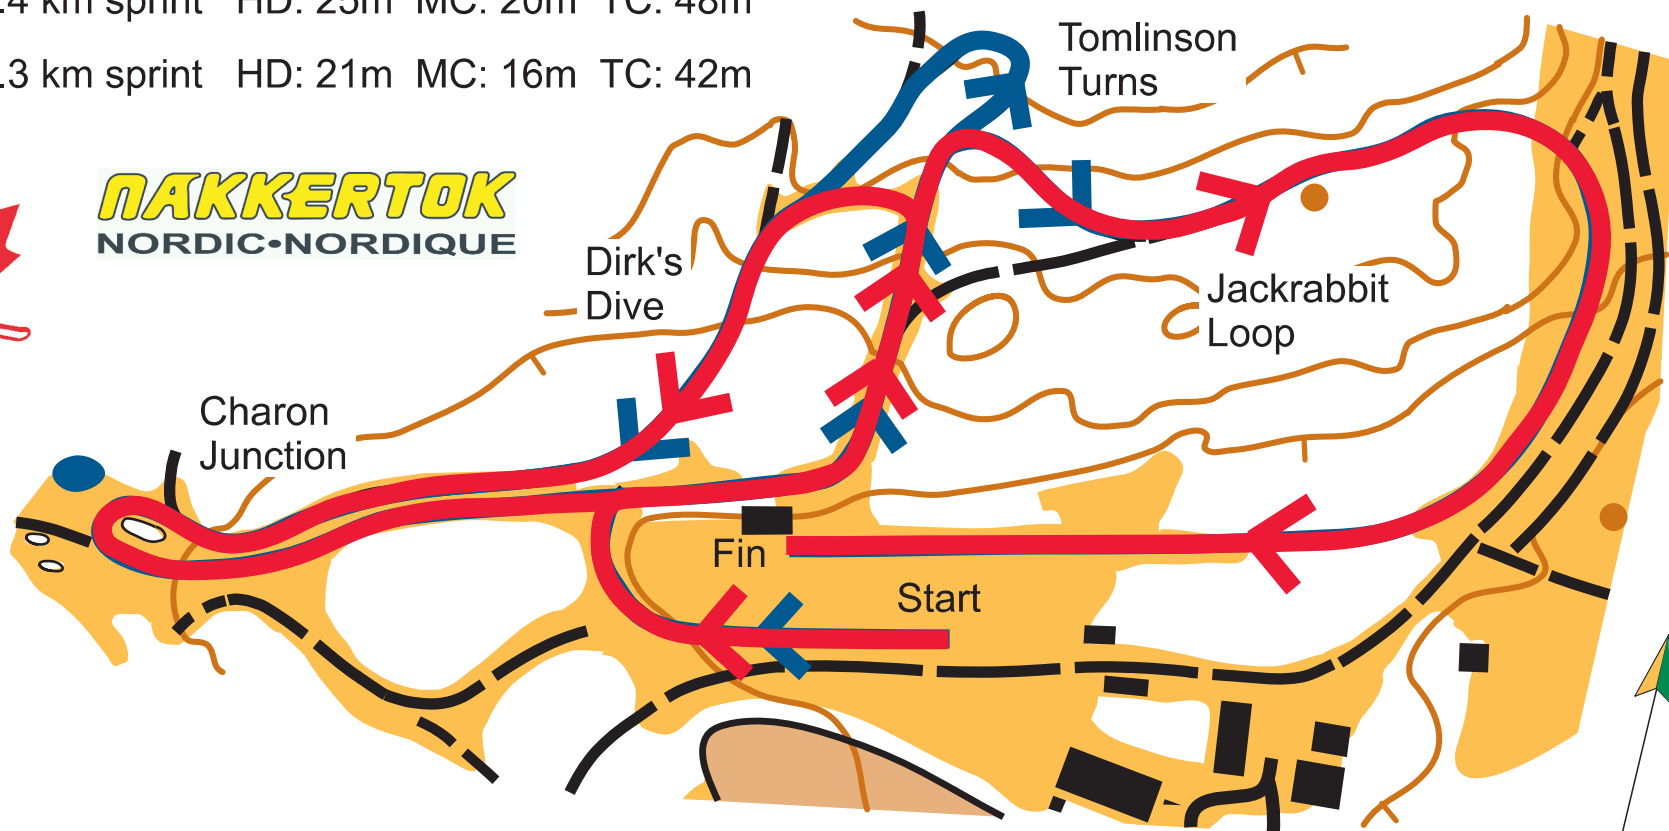 .4 km sprint HD: 25m MC: 20m TC: 48m
.3 km sprint HD: 21m MC: 16m TC: 42m
NAKKERTOK
NORDIC•NORDIQUE
Tomlinson
Turns
Dirk's
Dive
Jackrabbit
Loop
Charon
Junction
Fin
Start